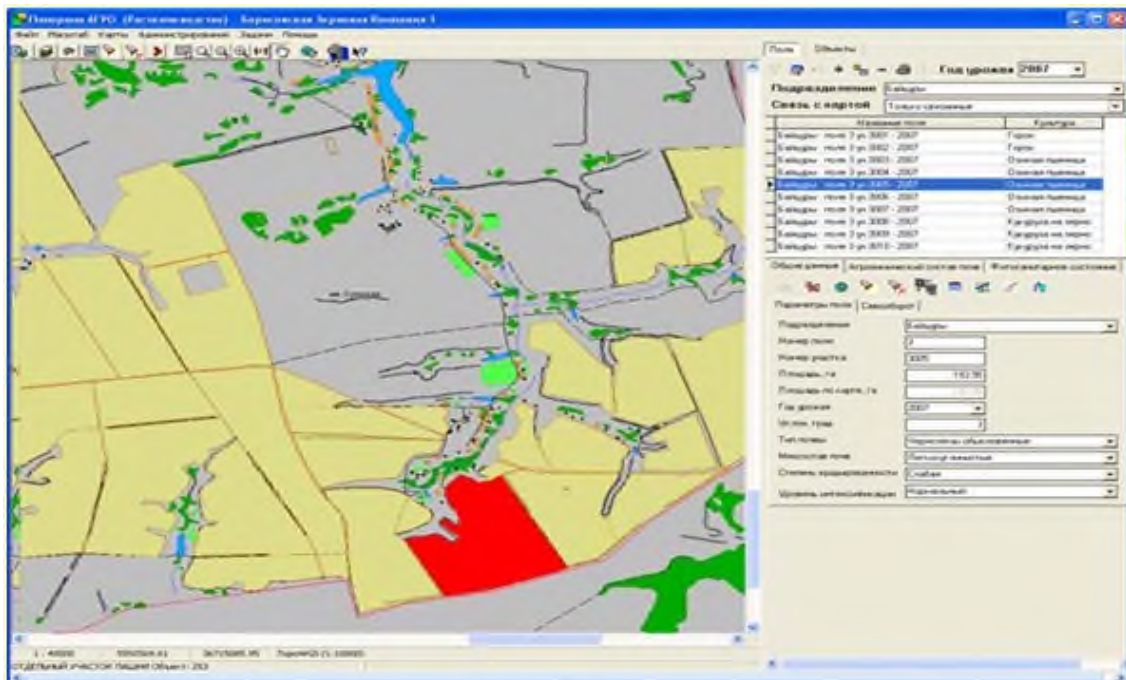 Панорама АГРО (Растениеводство) - Борисовская Зерновая Компания 1
Файл Масштаб Карты Администрирование Задачи Помощь
Поля Объекты
Год урожая 2007
Подразделение Байцуры
Связь с картой Только связанные
Название поля Культура
Байцуры поле 3 уч 3001 - 2007 Горох
Байцуры поле 3 уч 3002 - 2007 Горох
Байцуры поле 3 уч 3003 - 2007 Озимая пшеница
Байцуры поле 3 уч 3004 - 2007 Озимая пшеница
Байцуры поле 3 уч 3005 - 2007 Озимая пшеница
Байцуры поле 3 уч 3006 - 2007 Озимая пшеница
Байцуры поле 3 уч 3007 - 2007 Озимая пшеница
Байцуры поле 3 уч 3008 - 2007 Кукуруза на зерно
Байцуры поле 3 уч 3009 - 2007 Кукуруза на зерно
Байцуры поле 3 уч 3010 - 2007 Кукуруза на зерно
Общие данные Агрохимический состав поля Фитосанитарное состояние
Параметры поля Севооборот
Подразделение Байцуры
Номер поля 3
Номер участка 3005
Площадь, га
Площадь по карте, га
Год урожая 2007
Уклон, град
Тип почвы Черноземы обыкновенные
Мехсостав почв Легкосуглинистые
Степень эродированности Слабая
Уровень интенсификации Нормальный
1 : 40000
ОТДЕЛЬНЫЙ УЧАСТОК ПАШНИ Объект: 253